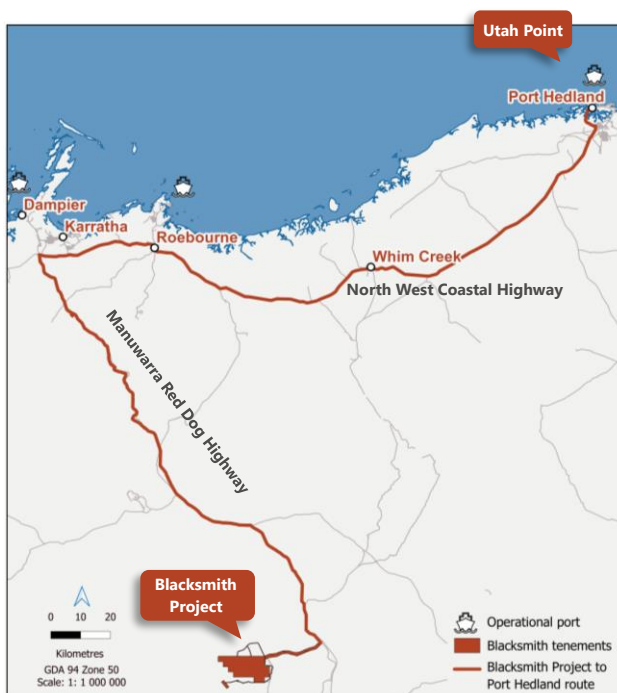 Utah Point
Port Hedland
Dampier
Karratha
Roebourne
Whim Creek
North West Coastal Highway
Manuwarra Red Dog Highway
Blacksmith
Project
0 10 20
Kilometres
GDA 94 Zone 50
Scale: 1: 1 000 000
Operational port
Blacksmith tenements
Blacksmith Project to
Port Hedland route